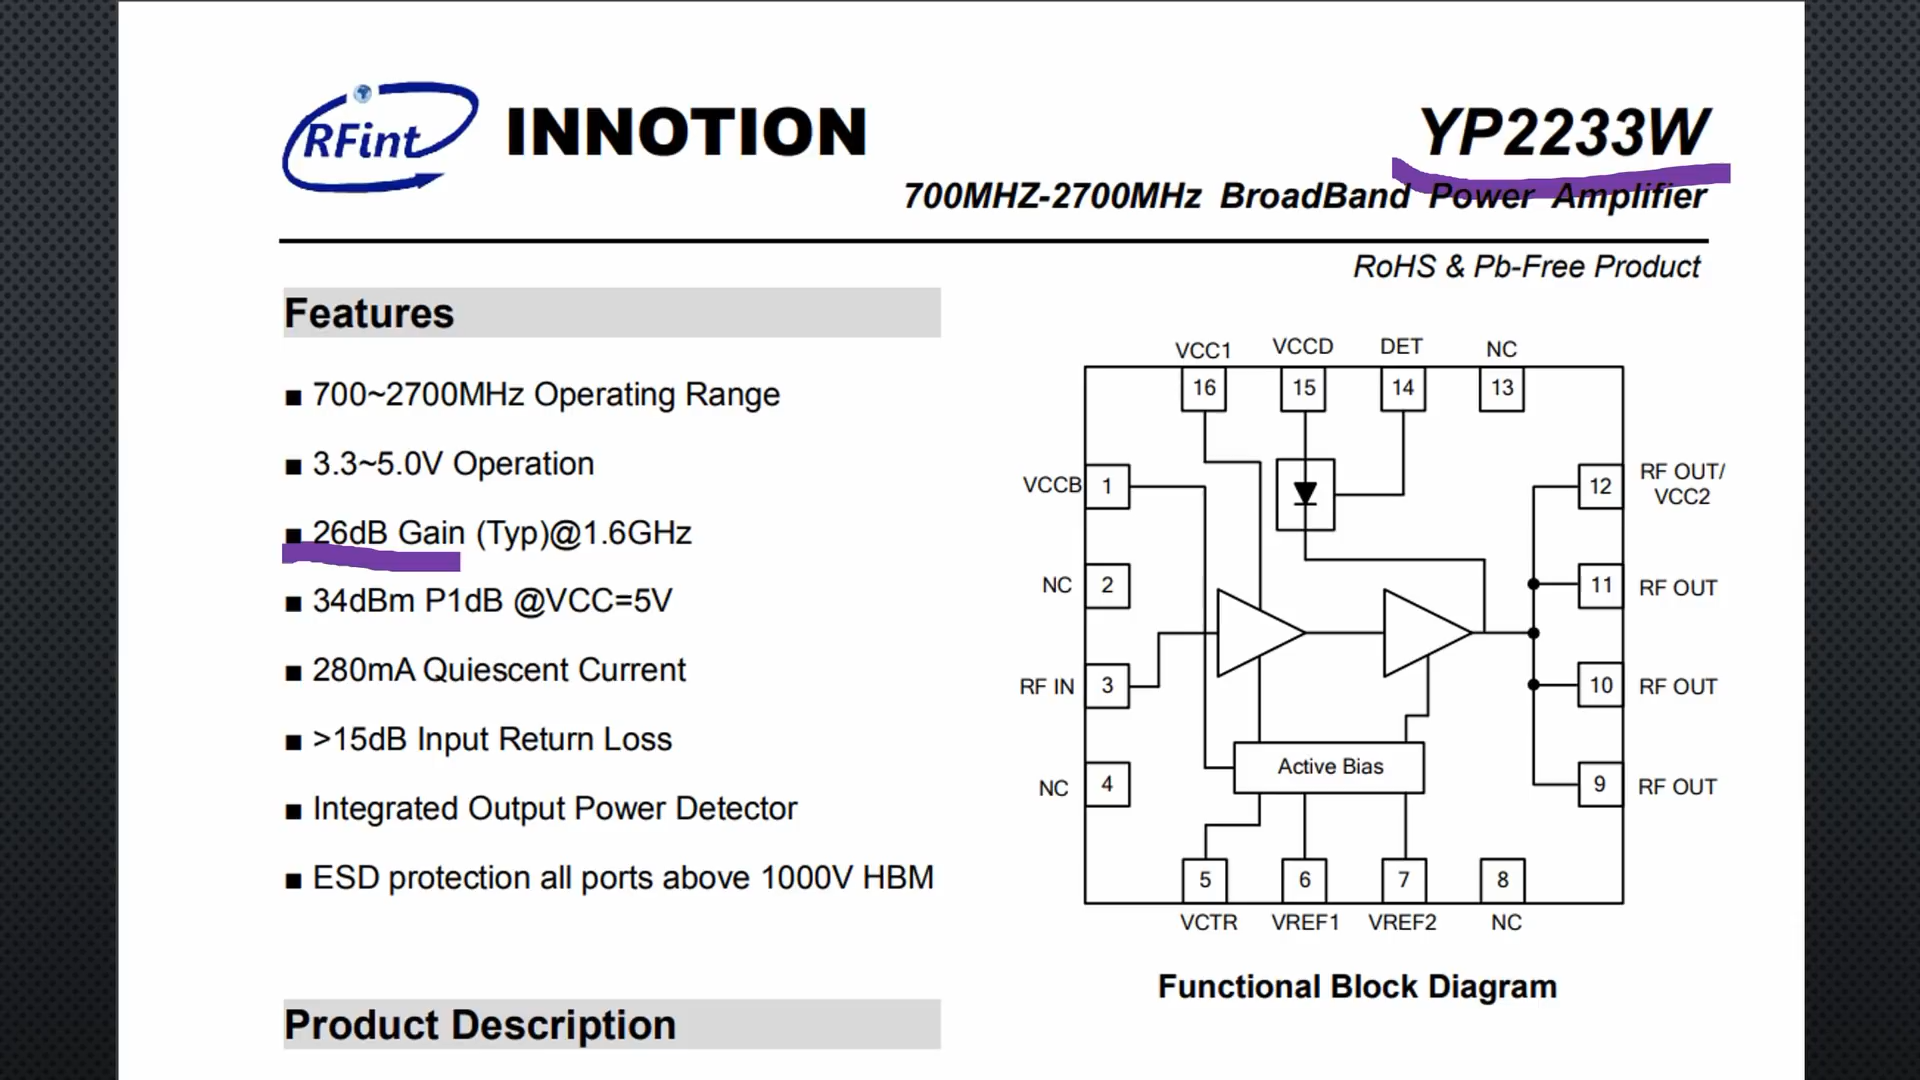 RFint INNOTION
YP2233W
700MHZ-2700MHz BroadBand Power Amplifier
RoHS & Pb-Free Product
Features
■ 700~2700MHz Operating Range
■ 3.3~5.0V Operation
■ 26dB Gain (Typ)@1.6GHz
■ 34dBm P1dB @VCC=5V
■ 280mA Quiescent Current
■ >15dB Input Return Loss
■ Integrated Output Power Detector
■ ESD protection all ports above 1000V HBM
VCC1 VCCD DET NC
16 15 14 13
VCCB 1 12 RF OUT/
VCC2
NC 2 11 RF OUT
RF IN 3 10 RF OUT
Active Bias
NC 4 9 RF OUT
5 6 7 8
VCTR VREF1 VREF2 NC
Functional Block Diagram
Product Description